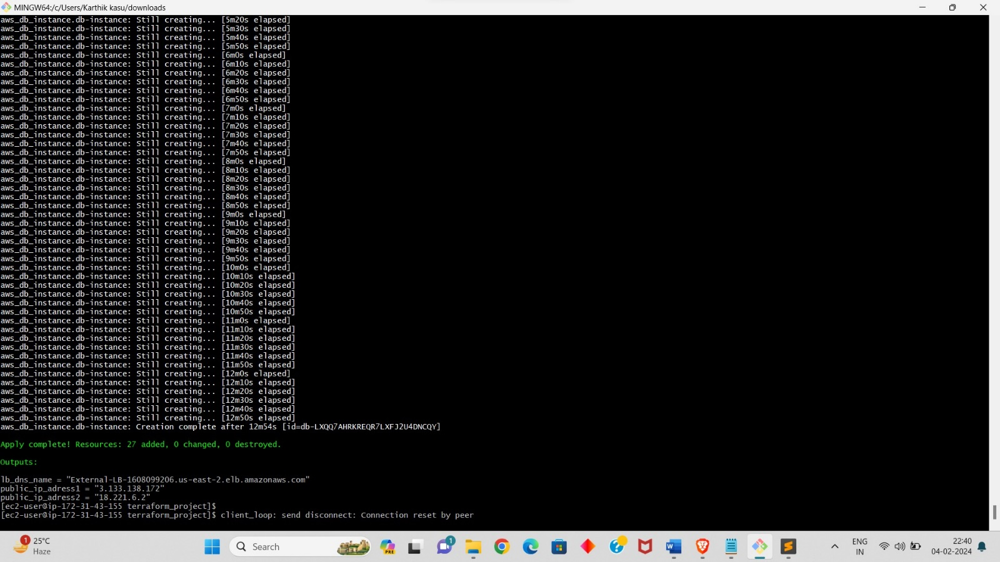 MINGW64:/c/Users/Karthik kasu/downloads
aws_db_instance.db-instance: Still creating... [5m20s elapsed]
aws_db_instance.db-instance: Still creating... [5m30s elapsed]
aws_db_instance.db-instance: Still creating... [5m40s elapsed]
aws_db_instance.db-instance: Still creating... [5m50s elapsed]
aws_db_instance.db-instance: Still creating... [6m0s elapsed]
aws_db_instance.db-instance: Still creating... [6m10s elapsed]
aws_db_instance.db-instance: Still creating... [6m20s elapsed]
aws_db_instance.db-instance: Still creating... [6m30s elapsed]
aws_db_instance.db-instance: Still creating... [6m40s elapsed]
aws_db_instance.db-instance: Still creating... [6m50s elapsed]
aws_db_instance.db-instance: Still creating... [7m0s elapsed]
aws_db_instance.db-instance: Still creating... [7m10s elapsed]
aws_db_instance.db-instance: Still creating... [7m20s elapsed]
aws_db_instance.db-instance: Still creating... [7m30s elapsed]
aws_db_instance.db-instance: Still creating... [7m40s elapsed]
aws_db_instance.db-instance: Still creating... [7m50s elapsed]
aws_db_instance.db-instance: Still creating... [8m0s elapsed]
aws_db_instance.db-instance: Still creating... [8m10s elapsed]
aws_db_instance.db-instance: Still creating... [8m20s elapsed]
aws_db_instance.db-instance: Still creating... [8m30s elapsed]
aws_db_instance.db-instance: Still creating... [8m40s elapsed]
aws_db_instance.db-instance: Still creating... [8m50s elapsed]
aws_db_instance.db-instance: Still creating... [9m0s elapsed]
aws_db_instance.db-instance: Still creating... [9m10s elapsed]
aws_db_instance.db-instance: Still creating... [9m20s elapsed]
aws_db_instance.db-instance: Still creating... [9m30s elapsed]
aws_db_instance.db-instance: Still creating... [9m40s elapsed]
aws_db_instance.db-instance: Still creating... [9m50s elapsed]
aws_db_instance.db-instance: Still creating... [10m0s elapsed]
aws_db_instance.db-instance: Still creating... [10m10s elapsed]
aws_db_instance.db-instance: Still creating... [10m20s elapsed]
aws_db_instance.db-instance: Still creating... [10m30s elapsed]
aws_db_instance.db-instance: Still creating... [10m40s elapsed]
aws_db_instance.db-instance: Still creating... [10m50s elapsed]
aws_db_instance.db-instance: Still creating... [11m0s elapsed]
aws_db_instance.db-instance: Still creating... [11m10s elapsed]
aws_db_instance.db-instance: Still creating... [11m20s elapsed]
aws_db_instance.db-instance: Still creating... [11m30s elapsed]
aws_db_instance.db-instance: Still creating... [11m40s elapsed]
aws_db_instance.db-instance: Still creating... [11m50s elapsed]
aws_db_instance.db-instance: Still creating... [12m0s elapsed]
aws_db_instance.db-instance: Still creating... [12m10s elapsed]
aws_db_instance.db-instance: Still creating... [12m20s elapsed]
aws_db_instance.db-instance: Still creating... [12m30s elapsed]
aws_db_instance.db-instance: Still creating... [12m40s elapsed]
aws_db_instance.db-instance: Still creating... [12m50s elapsed]
aws_db_instance.db-instance: Creation complete after 12m54s [id=db-LXQQ7AHRKREQR7LXFJ2U4DNCQY]
Apply complete! Resources: 27 added, 0 changed, 0 destroyed.
Outputs:
lb_dns_name = "External-LB-1608099206.us-east-2.elb.amazonaws.com"
public_ip_adress1 = "3.133.138.172"
public_ip_adress2 = "18.221.6.2"
[ec2-user@ip-172-31-43-155 terraform_project]$
[ec2-user@ip-172-31-43-155 terraform_project]$ client_loop: send disconnect: Connection reset by peer
1
25°C
Haze
Search
PRE
1
W
ENG
IN
22:40
04-02-2024